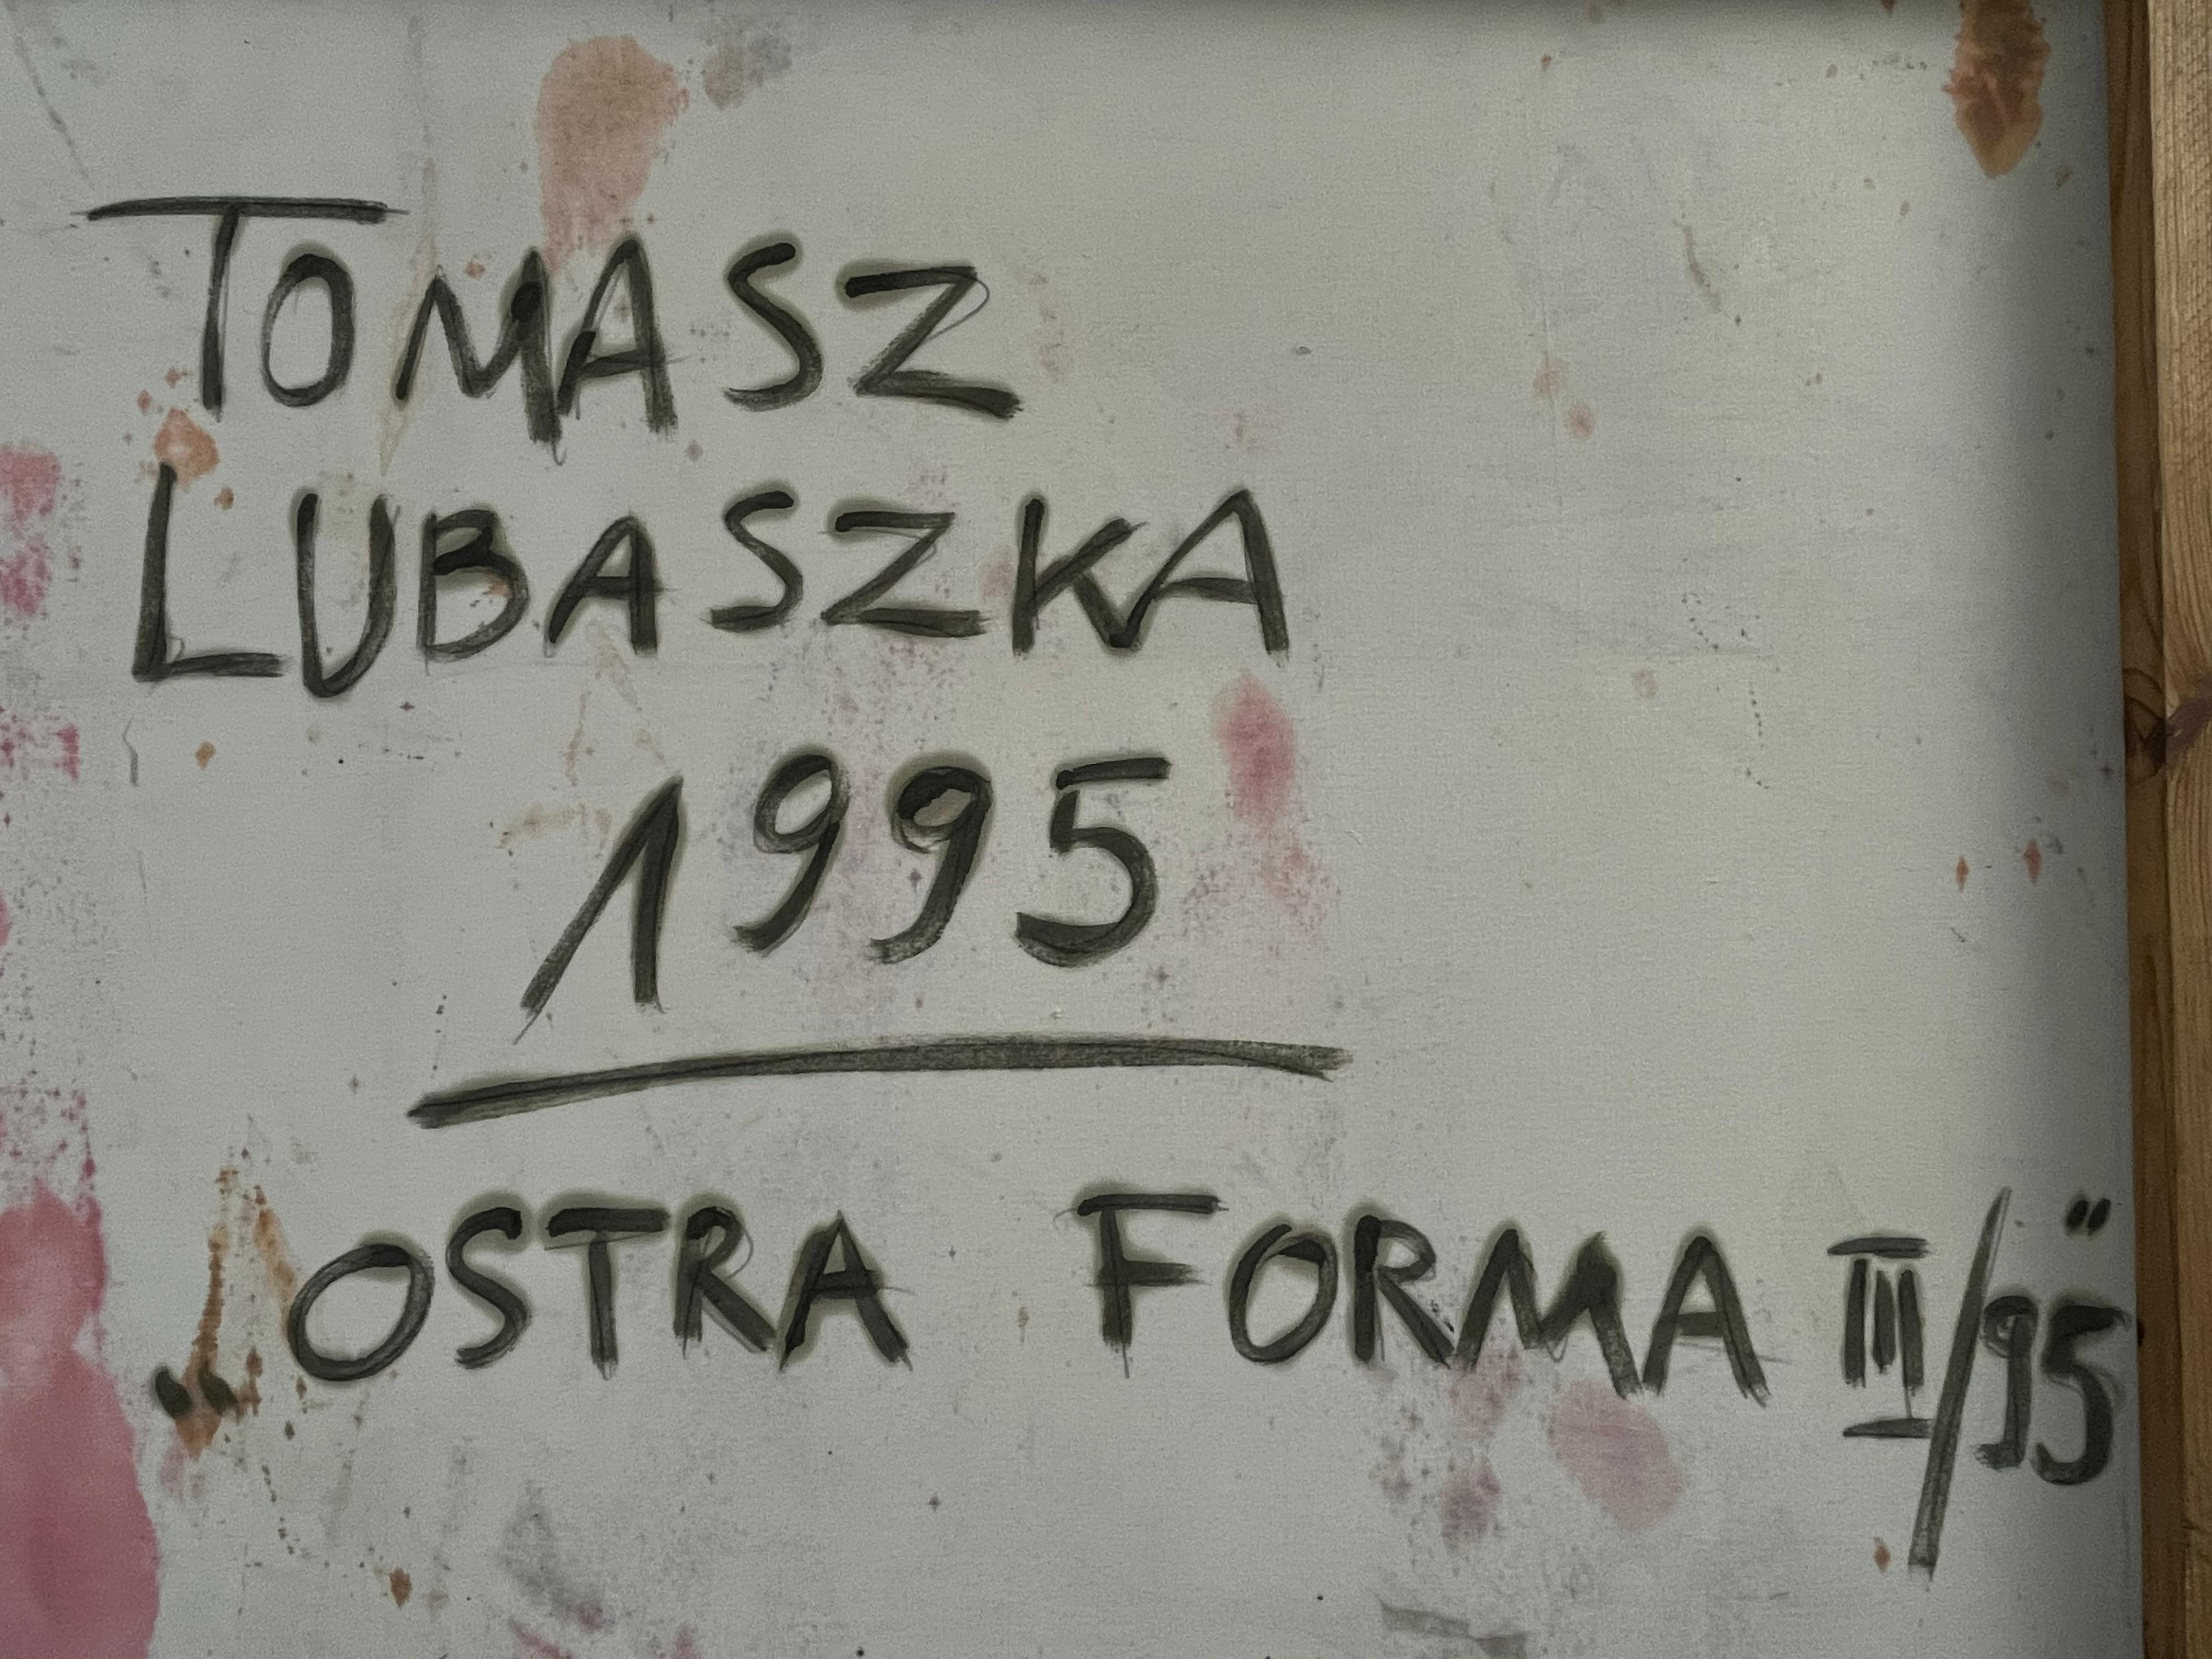 TOMASZ
LUBASZKA
1995
„OSTRA FORMA III/95"